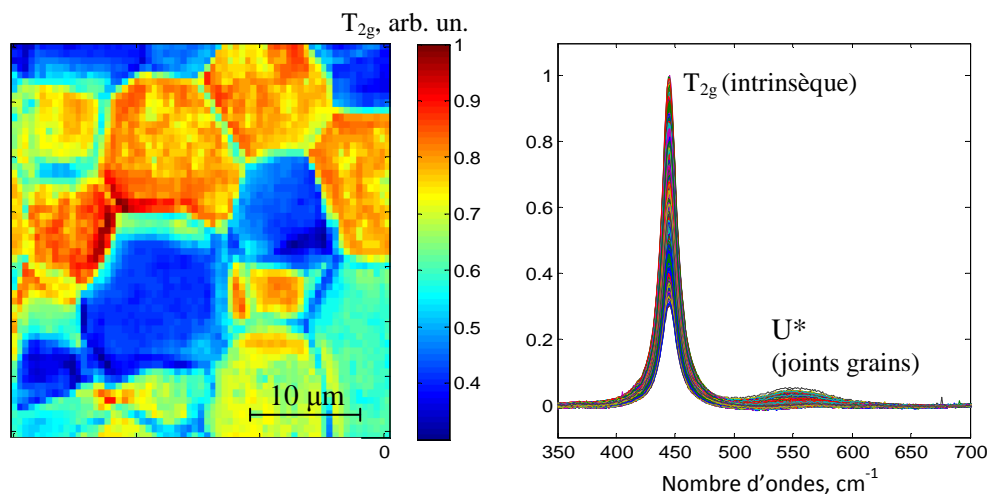 T2g, arb. un.
1
0.9
0.8
0.7
0.6
0.5
0.4
10 µm
0
1
0.8
0.6
0.4
0.2
0
T2g (intrinsèque)
U*
(joints grains)
350 400 450 500 550 600 650 700
Nombre d'ondes, cm-1